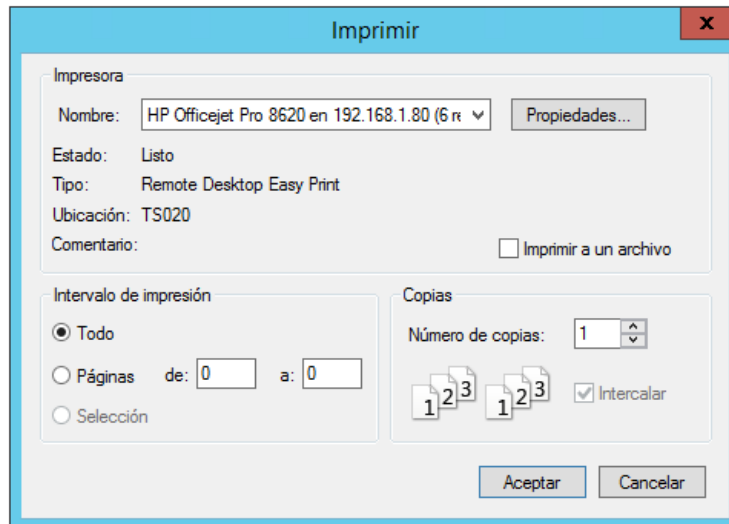 Imprimir
x
Impresora
Nombre: HP Officejet Pro 8620 en 192.168.1.80 (6 re Propiedades...
Estado: Listo
Tipo: Remote Desktop Easy Print
Ubicación: TS020
Comentario:
Imprimir a un archivo
Intervalo de impresión
Todo
Páginas de: 0 a: 0
Selección
Copias
Número de copias: 1
1 2 3 1 2 3
Intercalar
Aceptar Cancelar